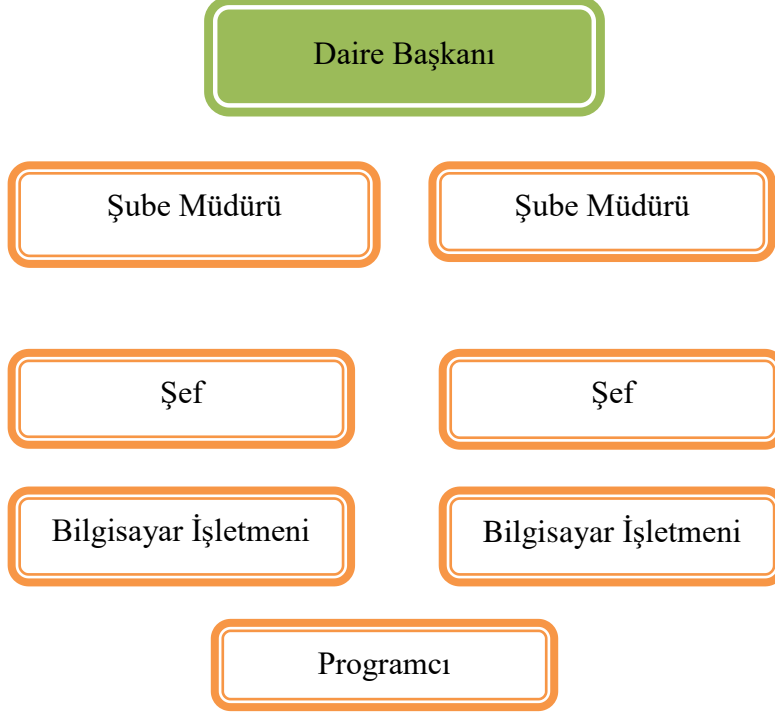 Daire Başkanı
Şube Müdürü
Şube Müdürü
Şef
Şef
Bilgisayar İşletmeni
Bilgisayar İşletmeni
Programcı